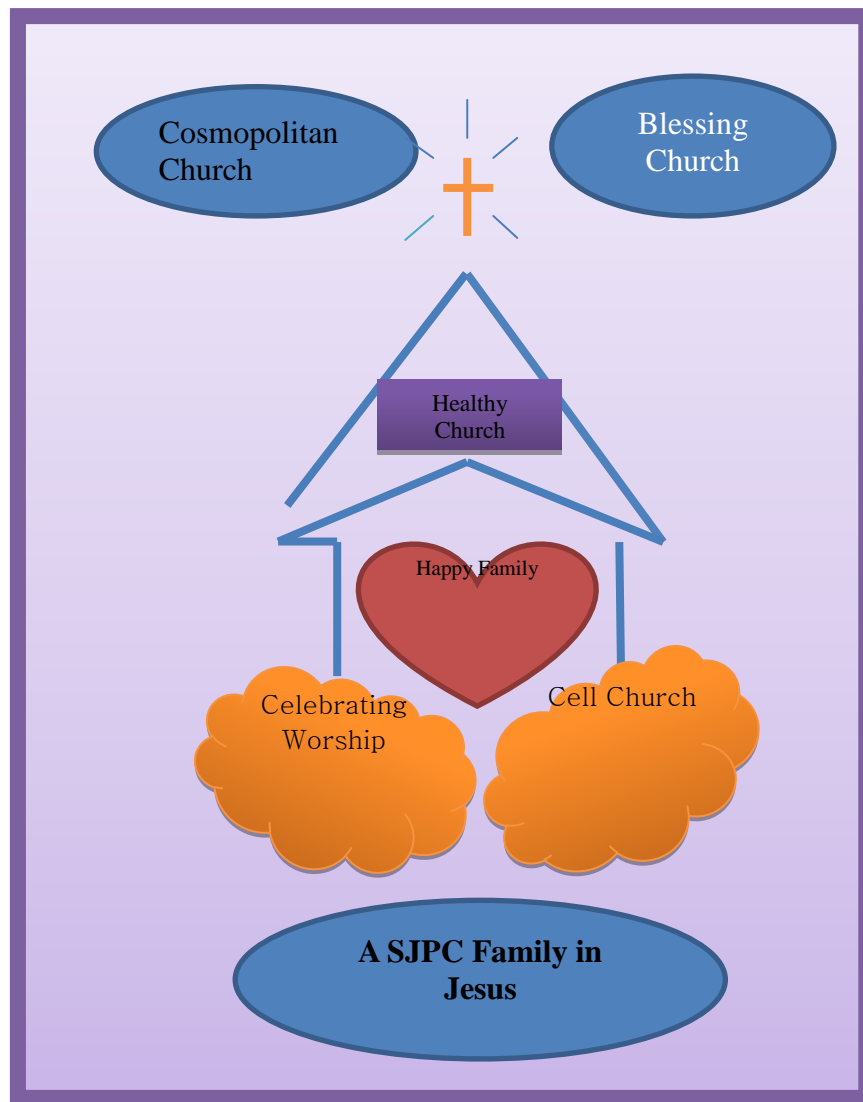 Cosmopolitan
Church
Blessing
Church
Healthy
Church
Happy Family
Celebrating
Worship
Cell Church
A SJPC Family in
Jesus